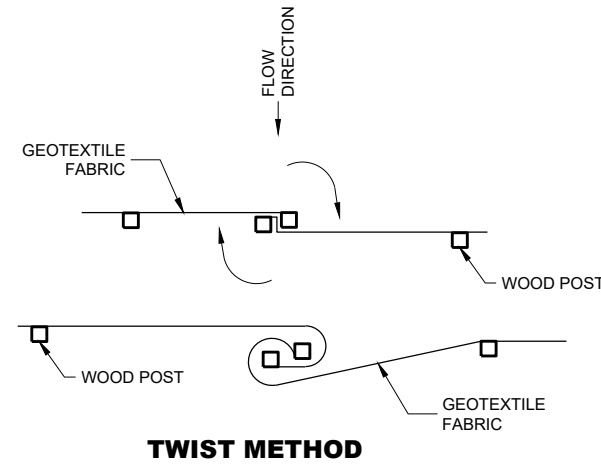 FLOW
DIRECTION
GEOTEXTILE
FABRIC
WOOD POST
WOOD POST
GEOTEXTILE
FABRIC
TWIST METHOD